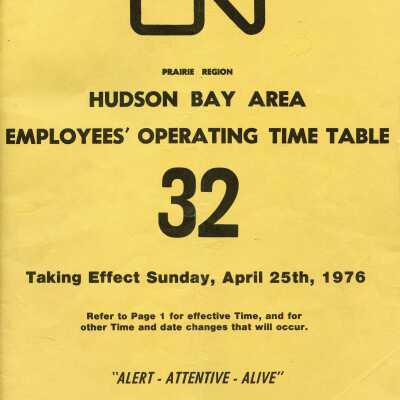 CN
PRAIRIE REGION
HUDSON BAY AREA
EMPLOYEES' OPERATING TIME TABLE
32
Taking Effect Sunday, April 25th, 1976
Refer to Page 1 for effective Time, and for
other Time and date changes that will occur.
"ALERT - ATTENTIVE - ALIVE"